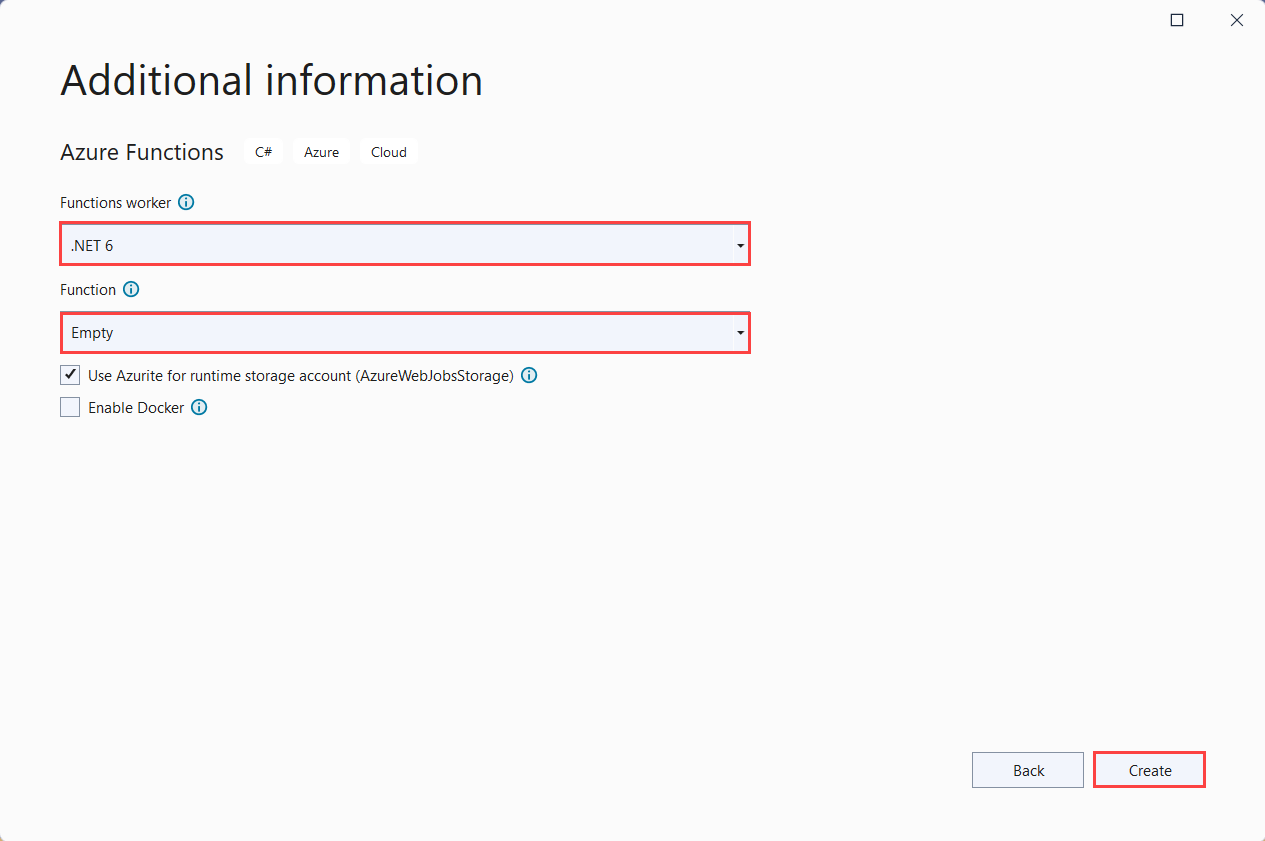 Additional information
Azure Functions C# Azure Cloud
Functions worker
.NET 6
Function
Empty
Use Azurite for runtime storage account (AzureWebJobsStorage)
Enable Docker
Back Create